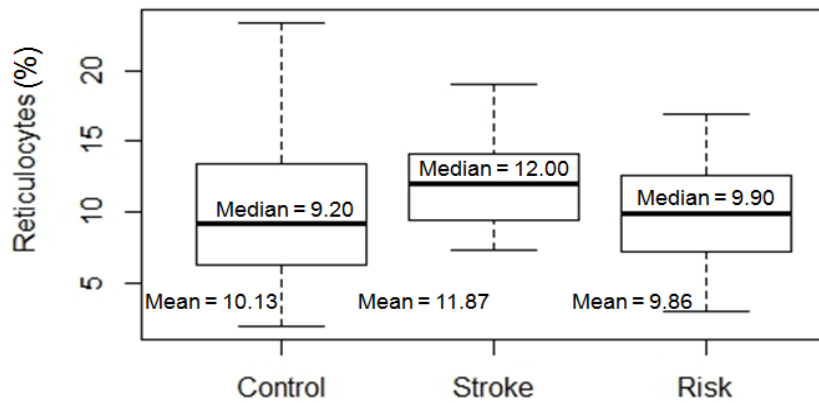 Reticulocytes (%)
20
15
10
5
Median = 9.20
Median = 12.00
Median = 9.90
Mean = 10.13
Mean = 11.87
Mean = 9.86
Control
Stroke
Risk